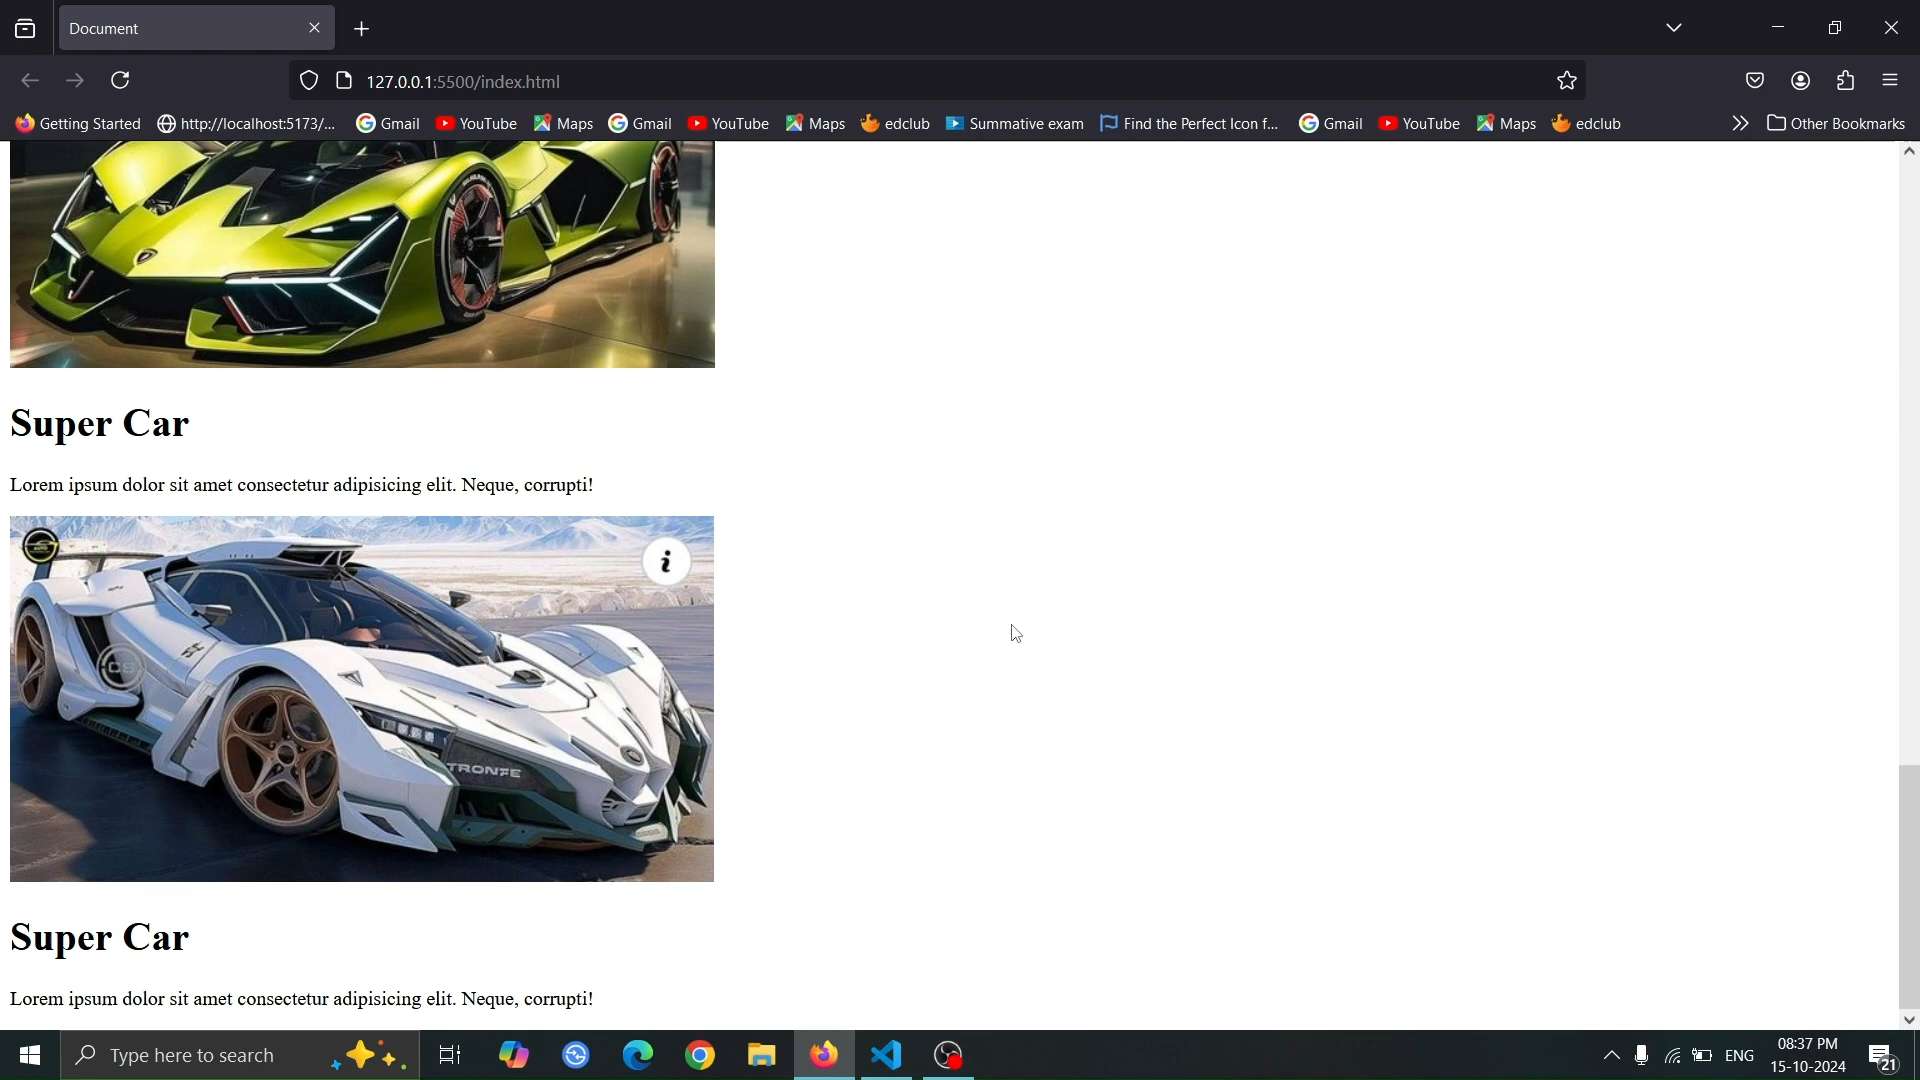 Document
127.0.0.1:5500/index.html
Getting Started http://localhost:5173/... Gmail YouTube Maps Gmail YouTube Maps edclub Summative exam Find the Perfect Icon f... Gmail YouTube Maps edclub Other Bookmarks
Super Car
Lorem ipsum dolor sit amet consectetur adipisicing elit. Neque, corrupti!
i
CS
TRONFE
Super Car
Lorem ipsum dolor sit amet consectetur adipisicing elit. Neque, corrupti!
Type here to search
ENG
08:37 PM
15-10-2024
21